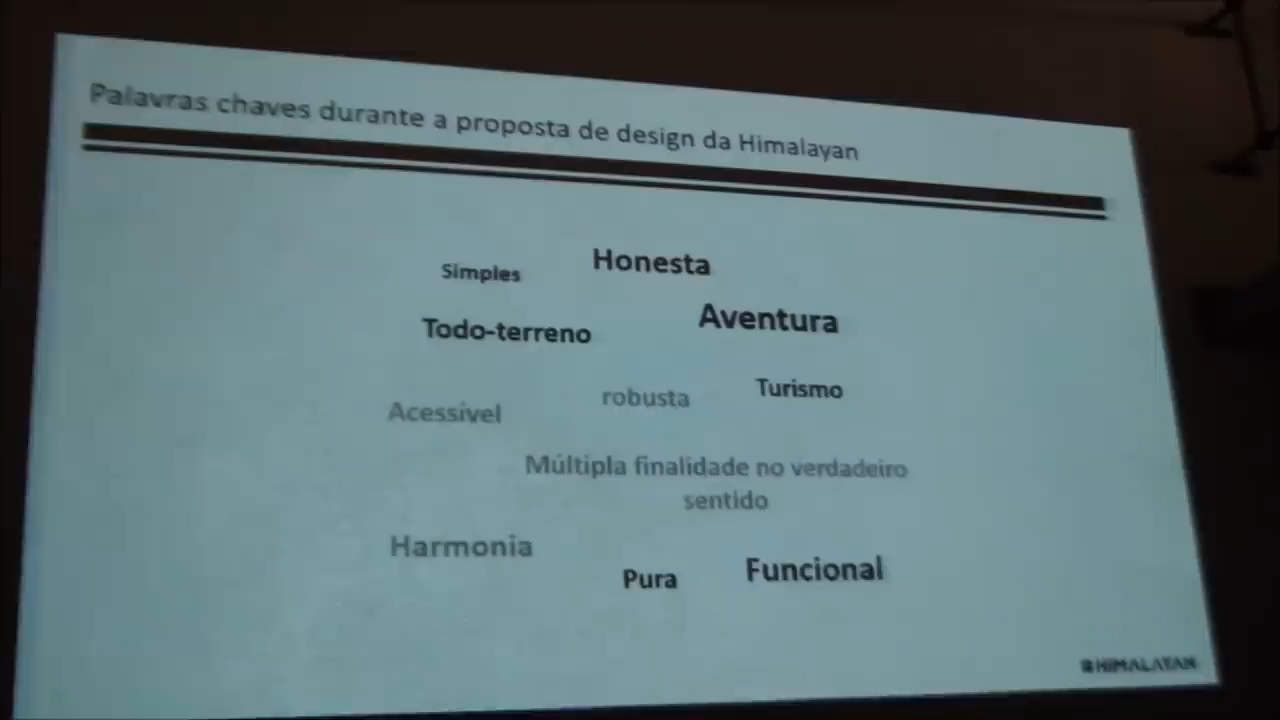 Palavras chaves durante a proposta de design da Himalayan
Simples
Honesta
Todo-terreno
Aventura
Acessível
robusta
Turismo
Múltipla finalidade no verdadeiro
sentido
Harmonia
Pura
Funcional
HIMALAYAN